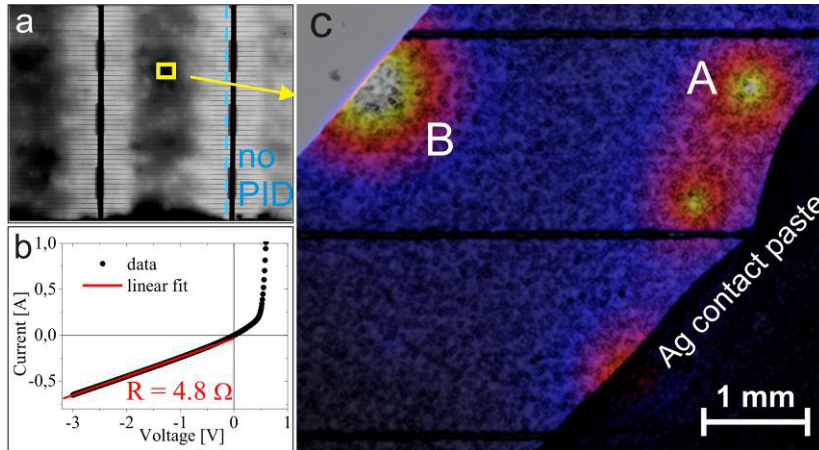 a
no
PID
b
1,0
0,5
0,0
-0,5
Current [A]
data
linear fit
R = 4.8 Ω
-3
-2
-1
0
1
Voltage [V]
c
A
B
Ag contact paste
1 mm